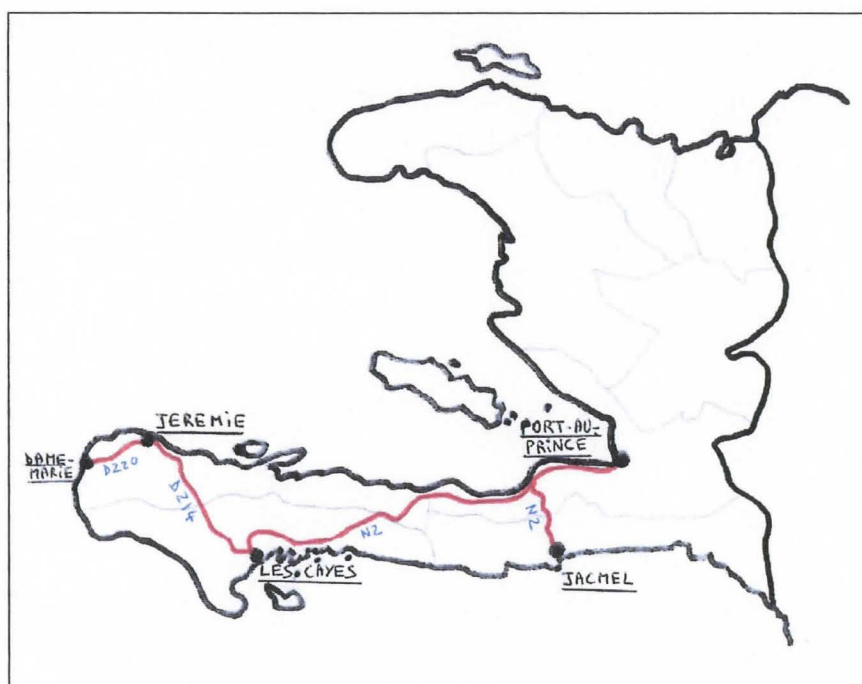 JEREMIE
DAME-
MARIE
D220
D214
LES CAYES
N2
PORT-AU-
PRINCE
N2
JACMEL